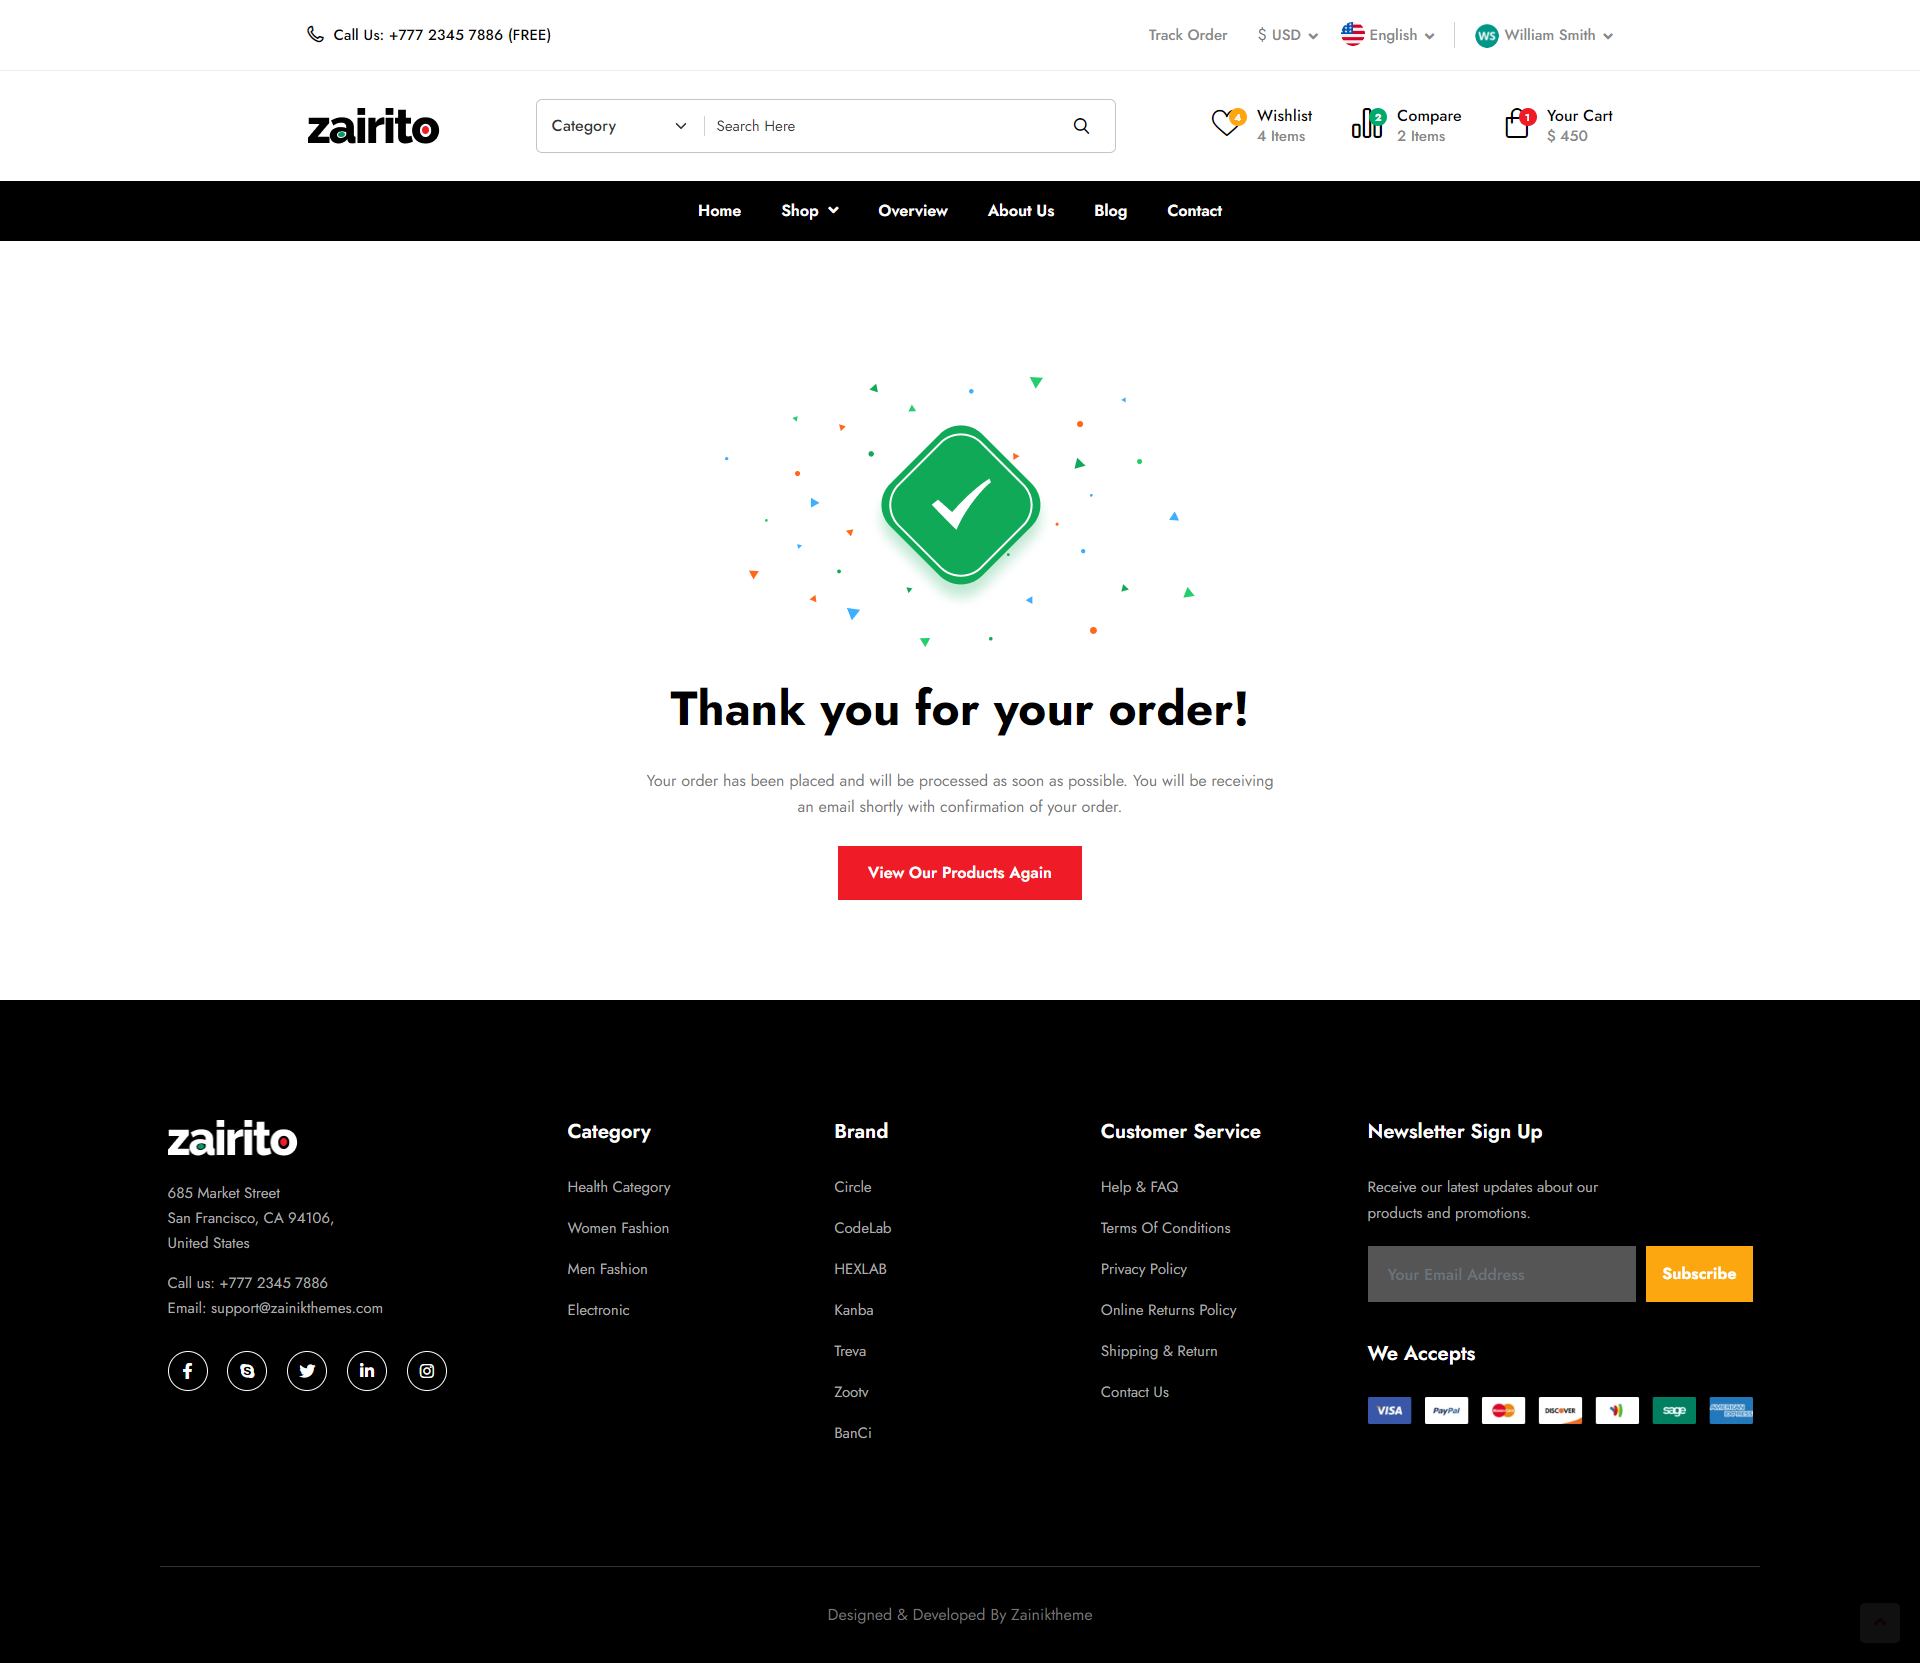 Call Us: +777 2345 7886 (FREE)
Track Order
$ USD
English
WS
William Smith
zairito
Category
Search Here
4
Wishlist
4 Items
2
Compare
2 Items
1
Your Cart
$ 450
Home
Shop
Overview
About Us
Blog
Contact
Thank you for your order!
Your order has been placed and will be processed as soon as possible. You will be receiving
an email shortly with confirmation of your order.
View Our Products Again
zairito
685 Market Street
San Francisco, CA 94106,
United States
Call us: +777 2345 7886
Email: support@zainikthemes.com
Category
Health Category
Women Fashion
Men Fashion
Electronic
Brand
Circle
CodeLab
HEXLAB
Kanba
Treva
Zootv
BanCi
Customer Service
Help & FAQ
Terms Of Conditions
Privacy Policy
Online Returns Policy
Shipping & Return
Contact Us
Newsletter Sign Up
Receive our latest updates about our
products and promotions.
Your Email Address
Subscribe
We Accepts
VISA
PayPal
DISCOVER
sage
AMERICAN
EXPRESS
Designed & Developed By Zainiktheme